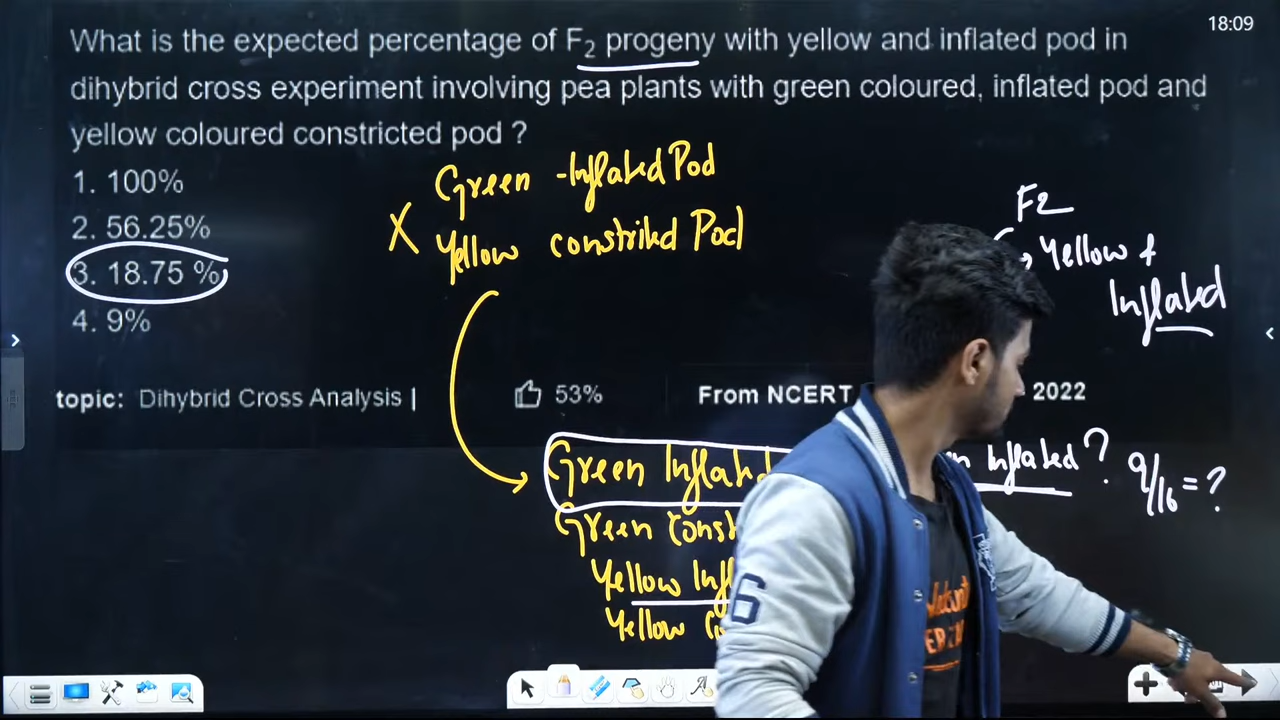 18:09
What is the expected percentage of F2 progeny with yellow and inflated pod in
dihybrid cross experiment involving pea plants with green coloured, inflated pod and
yellow coloured constricted pod ?
1. 100%
2. 56.25%
3. 18.75 %
4. 9%
Green - Inflated Pod
X Yellow constrited Pod
F2
Yellow +
Inflated
topic: Dihybrid Cross Analysis |
53%
From NCERT
2022
Green Inflated
Inflated ? 9/16 = ?
Green
Yellow
Yellow
6